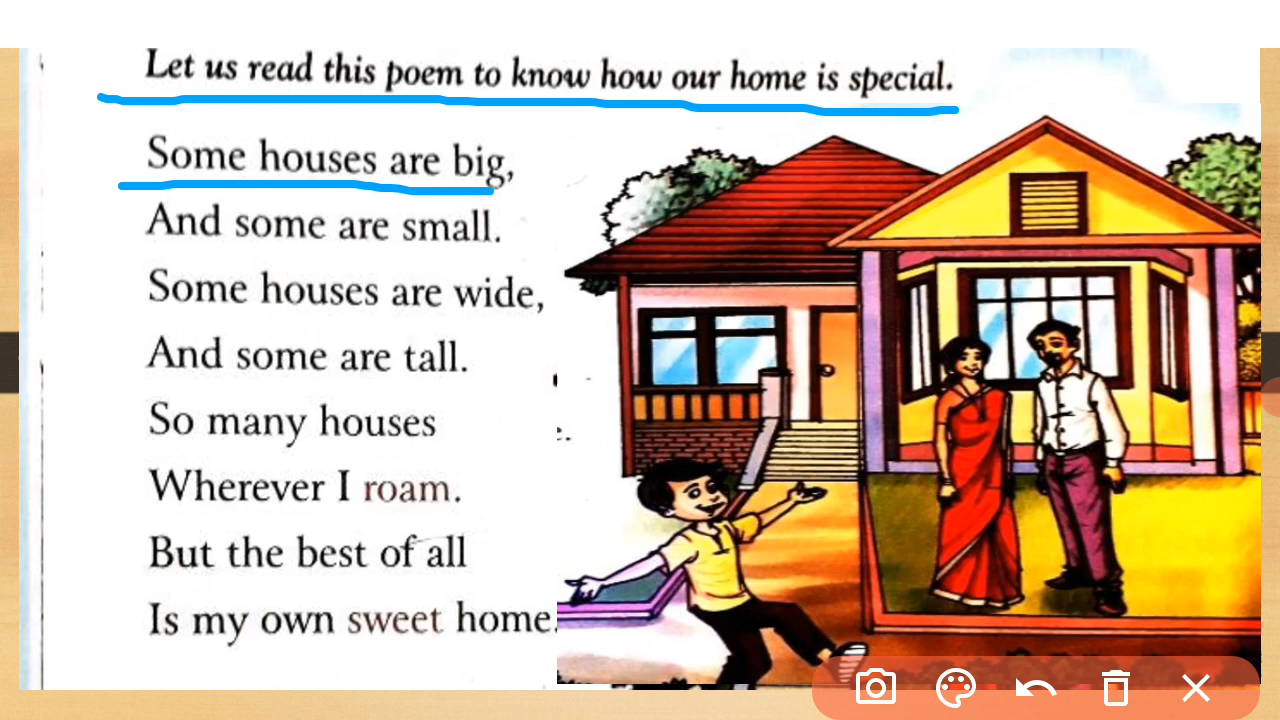 Let us read this poem to know how our home is special.
Some houses are big,
And some are small.
Some houses are wide,
And some are tall.
So many houses
Wherever I roam.
But the best of all
Is my own sweet home.